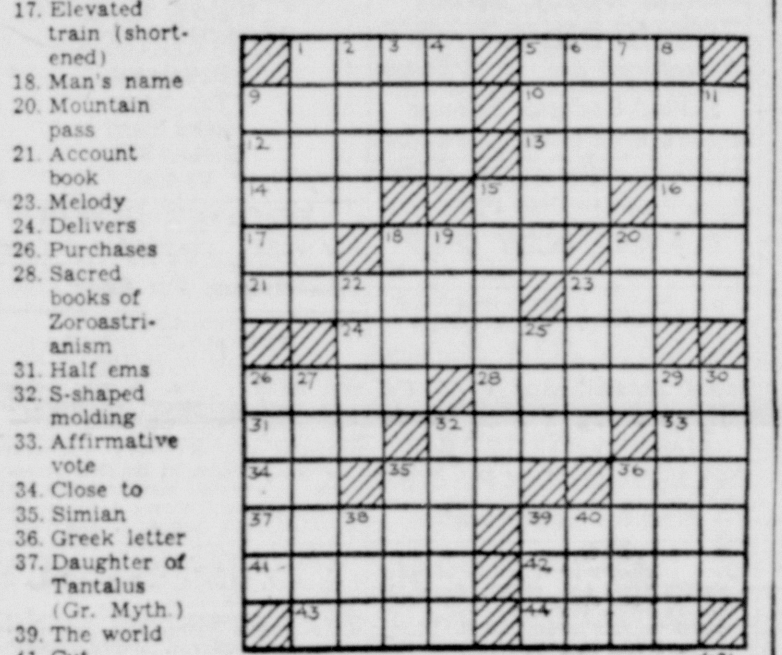 17. Elevated
train (short-
ened)
18. Man's name
20. Mountain
pass
21. Account
book
23. Melody
24. Delivers
26. Purchases
28. Sacred
books of
Zoroastri-
anism
31. Half ems
32. S-shaped
molding
33. Affirmative
vote
34. Close to
35. Simian
36. Greek letter
37. Daughter of
Tantalus
(Gr. Myth.)
39. The world
1 2 3 4 5 6 7 8
9 10 11
12 13
14 15 16
17 18 19 20
21 22 23
24 25
26 27 28 29 30
31 32 33
34 35 36
37 38 39 40
41 42
43 44